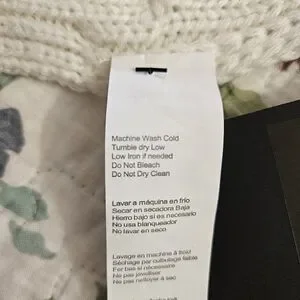 Machine Wash Cold
Tumble dry Low
Low Iron if needed
Do Not Bleach
Do Not Dry Clean
Lavar a máquina en frío
Secar en secadora Baja
Hierro bajo si es necesario
No usa blanqueador
No lavar en seco
Lavage en machine à froid
Séchage par culbutage faible
Fer bas si nécessaire
Ne pas javelliser
Ne pas nettoyer à sec